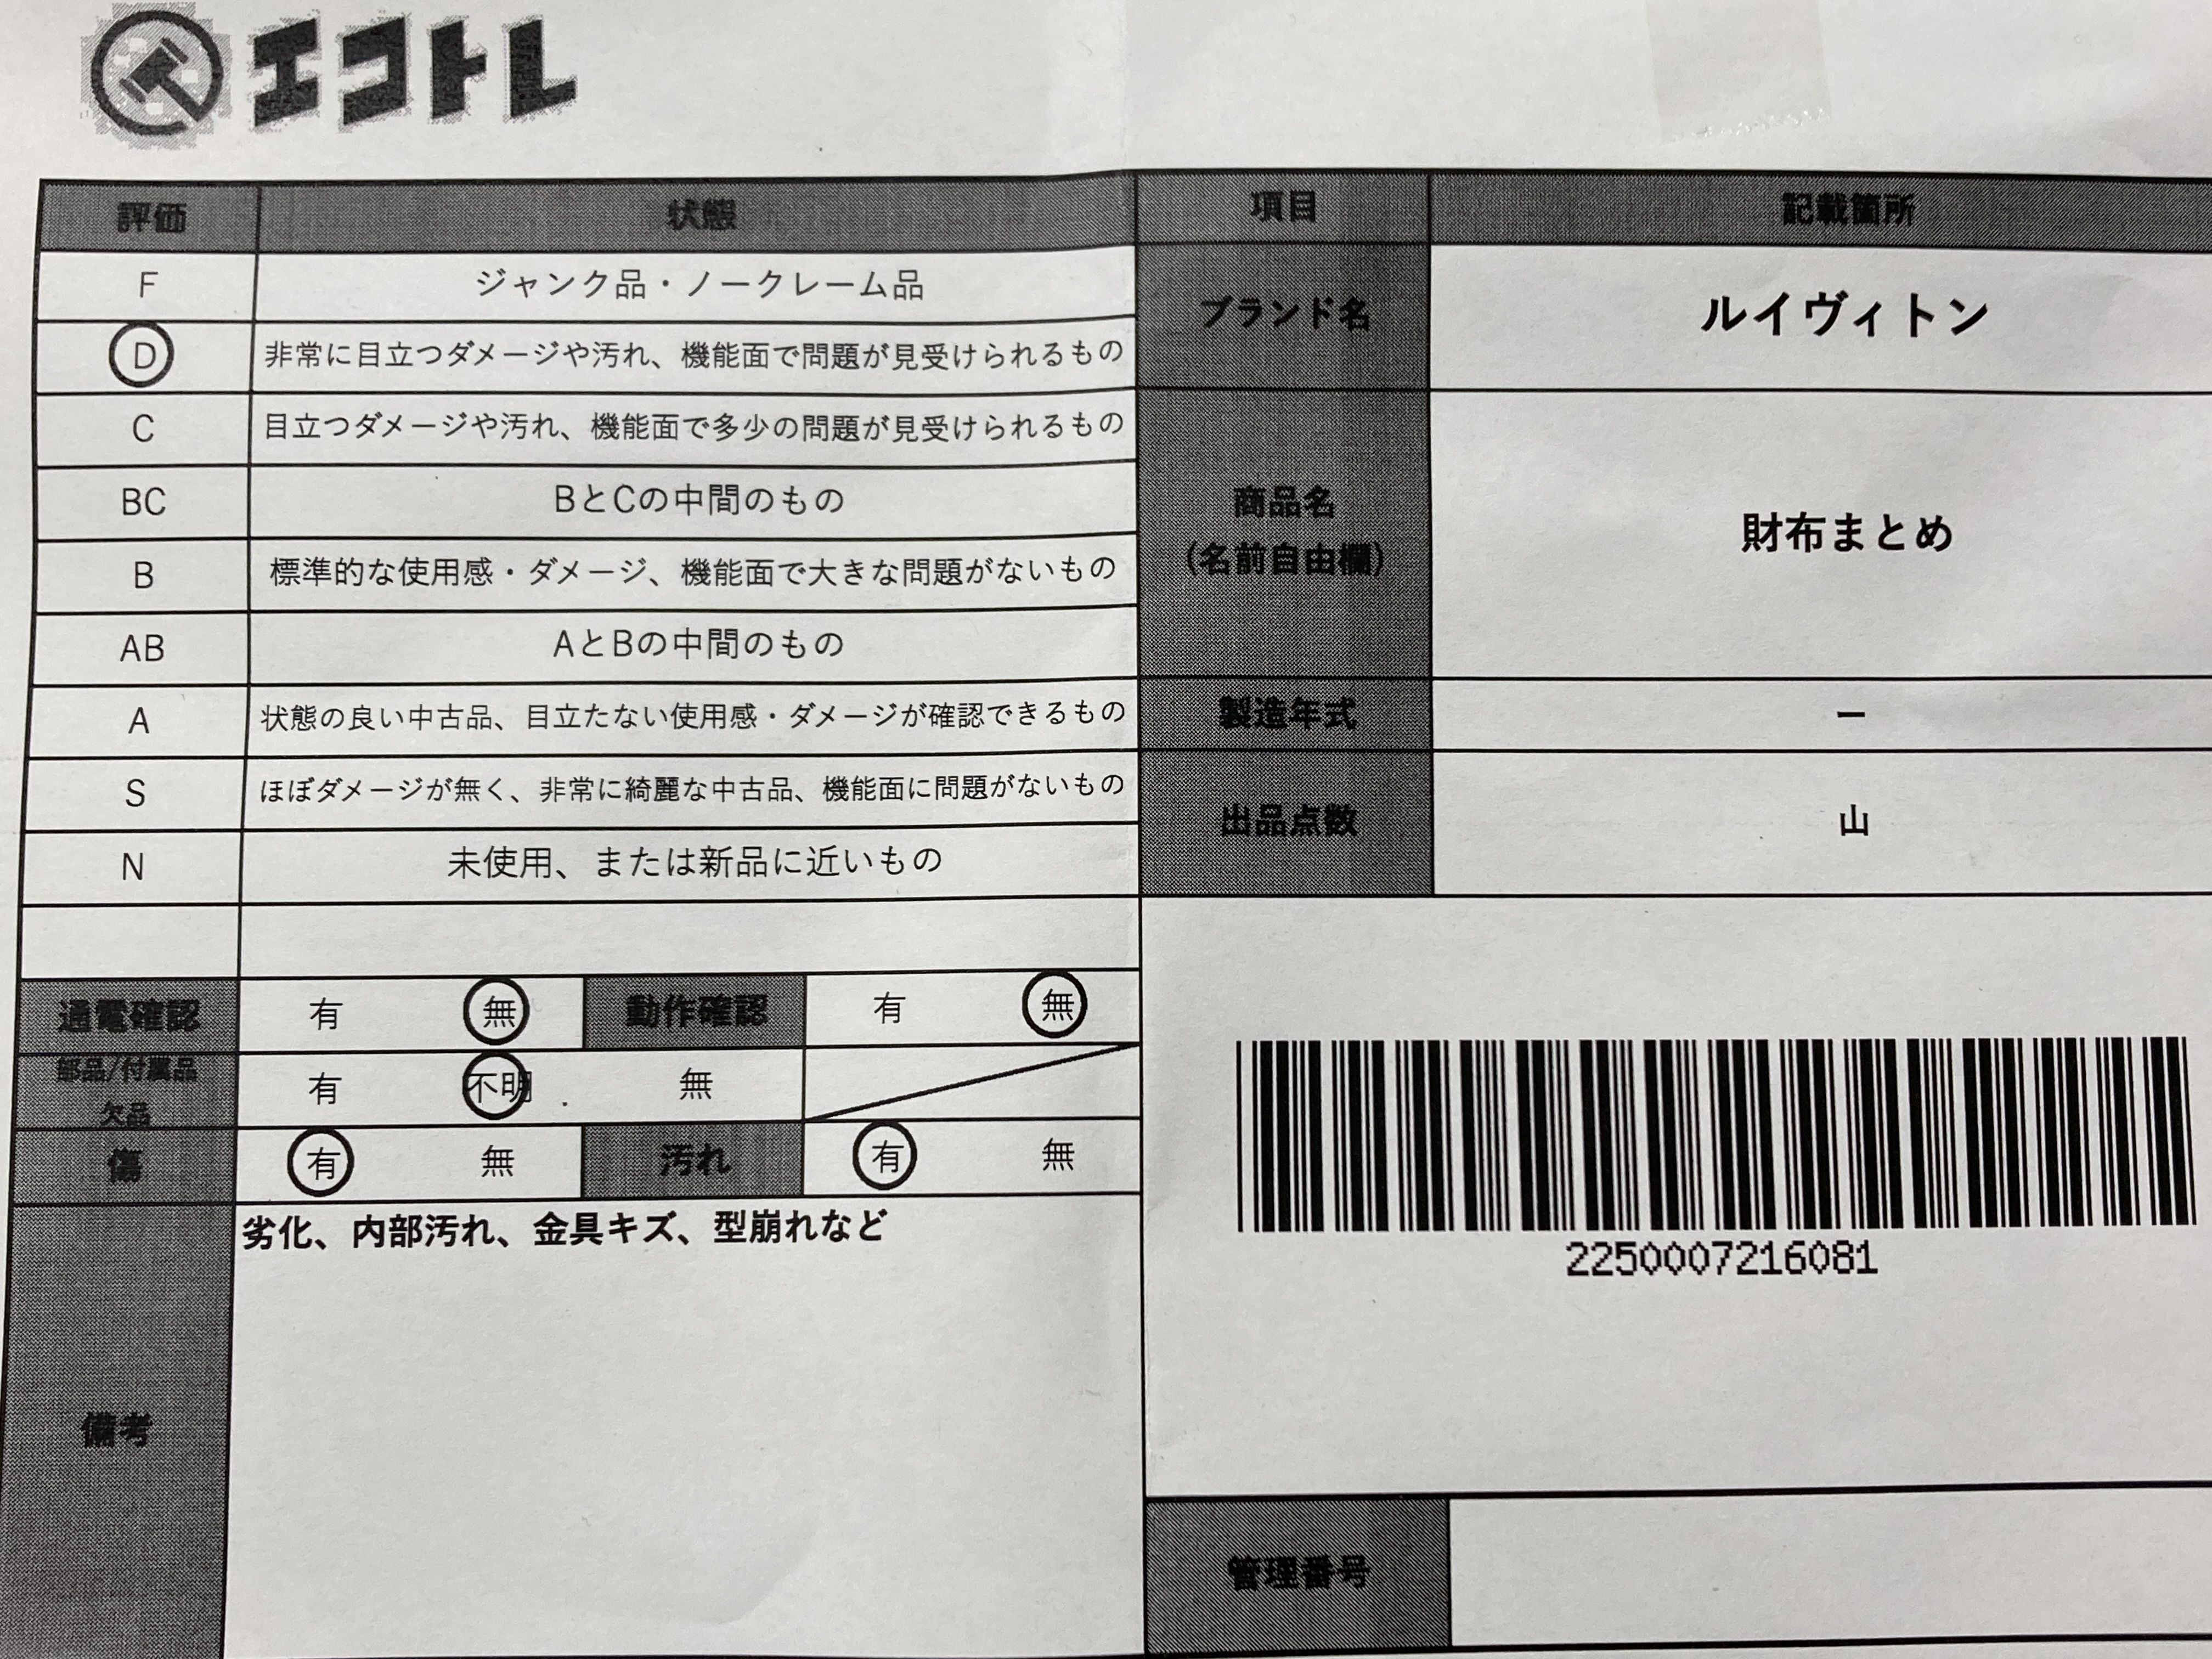 エコトレ
評価 状態 項目 記載箇所
F ジャンク品・ノークレーム品
D 非常に目立つダメージや汚れ、機能面で問題が見受けられるもの
C 目立つダメージや汚れ、機能面で多少の問題が見受けられるもの
BC BとCの中間のもの
B 標準的な使用感・ダメージ、機能面で大きな問題がないもの
AB AとBの中間のもの
A 状態の良い中古品、目立たない使用感・ダメージが確認できるもの
S ほぼダメージが無く、非常に綺麗な中古品、機能面に問題がないもの
N 未使用、または新品に近いもの
ブランド名 ルイヴィトン
商品名
(名前自由欄)
財布まとめ
製造年式 ー
出品点数 山
通電確認 有 無 動作確認 有 無
部品/付属品
欠品
有 不明 無
傷 有 無 汚れ 有 無
備考
劣化、内部汚れ、金具キズ、型崩れなど
2250007216081
管理番号